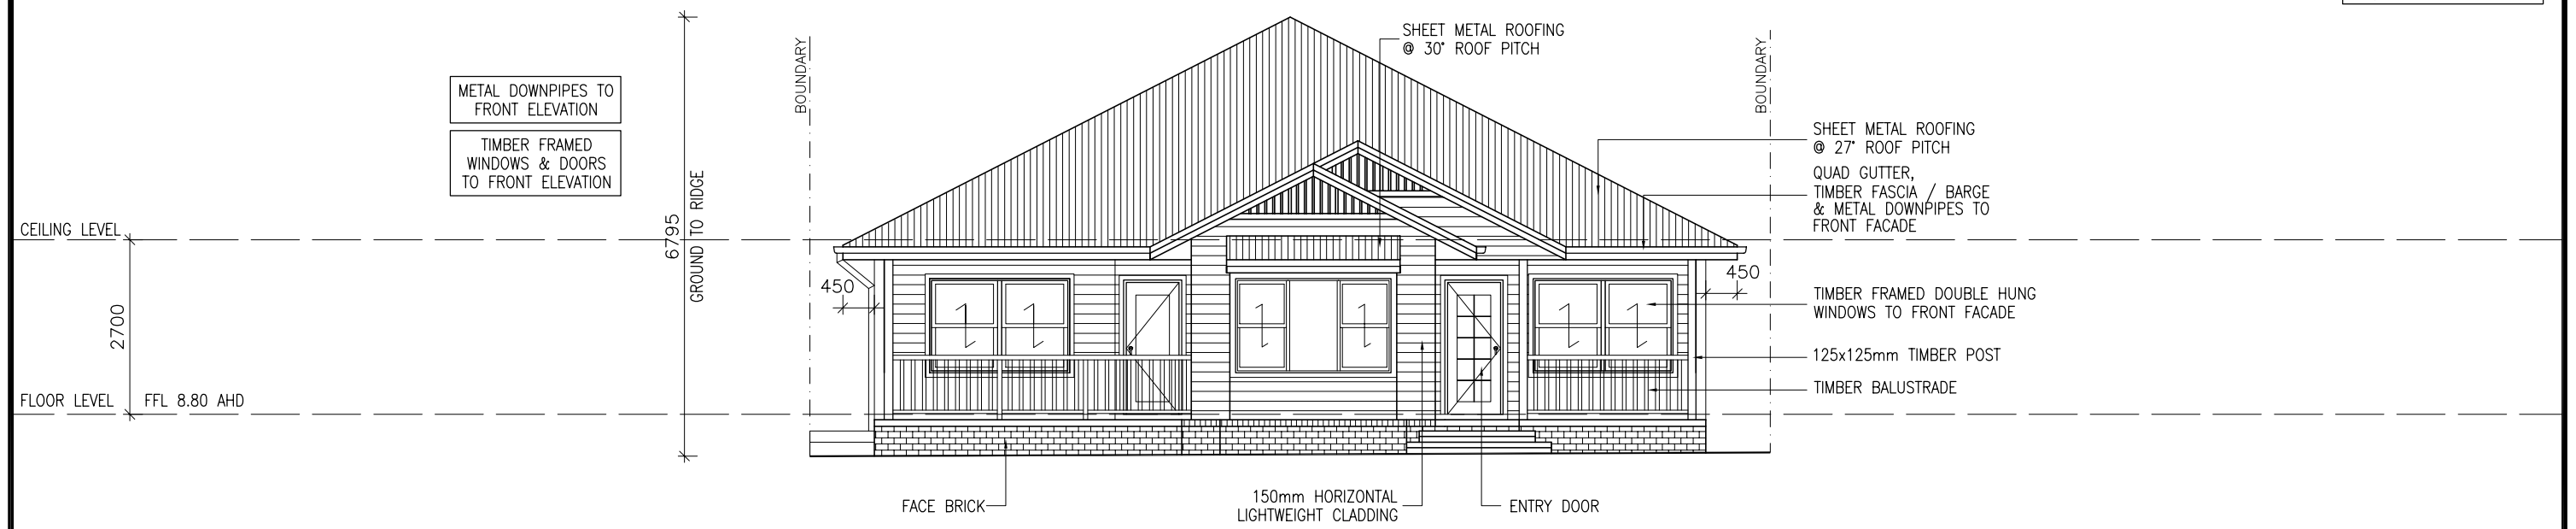 METAL DOWNPIPES TO
FRONT ELEVATION
TIMBER FRAMED
WINDOWS & DOORS
TO FRONT ELEVATION
6795
GROUND TO RIDGE
BOUNDARY
SHEET METAL ROOFING
@ 30° ROOF PITCH
BOUNDARY
SHEET METAL ROOFING
@ 27° ROOF PITCH
QUAD GUTTER,
TIMBER FASCIA / BARGE
& METAL DOWNPIPES TO
FRONT FACADE
CEILING LEVEL
2700
450
450
TIMBER FRAMED DOUBLE HUNG
WINDOWS TO FRONT FACADE
125x125mm TIMBER POST
TIMBER BALUSTRADE
FLOOR LEVEL FFL 8.80 AHD
FACE BRICK
150mm HORIZONTAL
LIGHTWEIGHT CLADDING
ENTRY DOOR